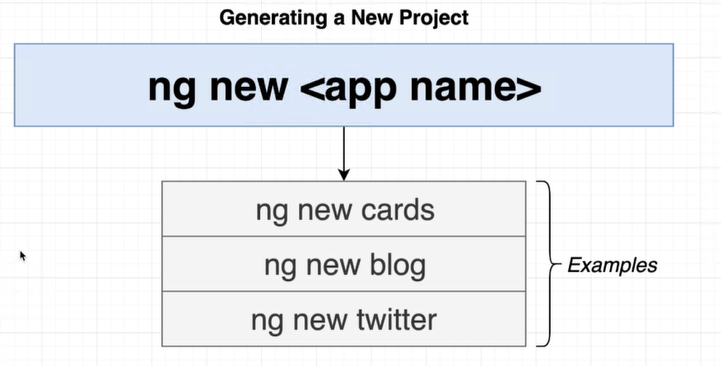 Generating a New Project
ng new <app name>
ng new cards
ng new blog
ng new twitter
Examples